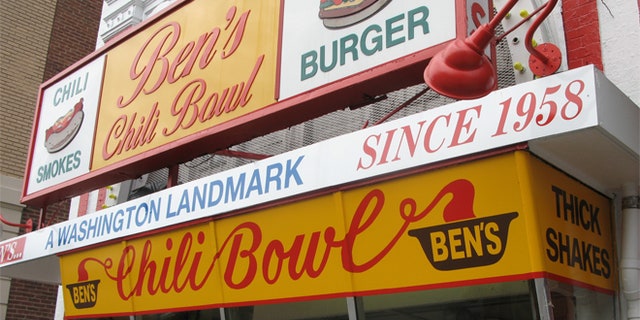 CHILI
SMOKES
Ben's
Chili Bowl
BURGER
A WASHINGTON LANDMARK SINCE 1958
BEN'S
Chili Bowl
BEN'S
THICK
SHAKES